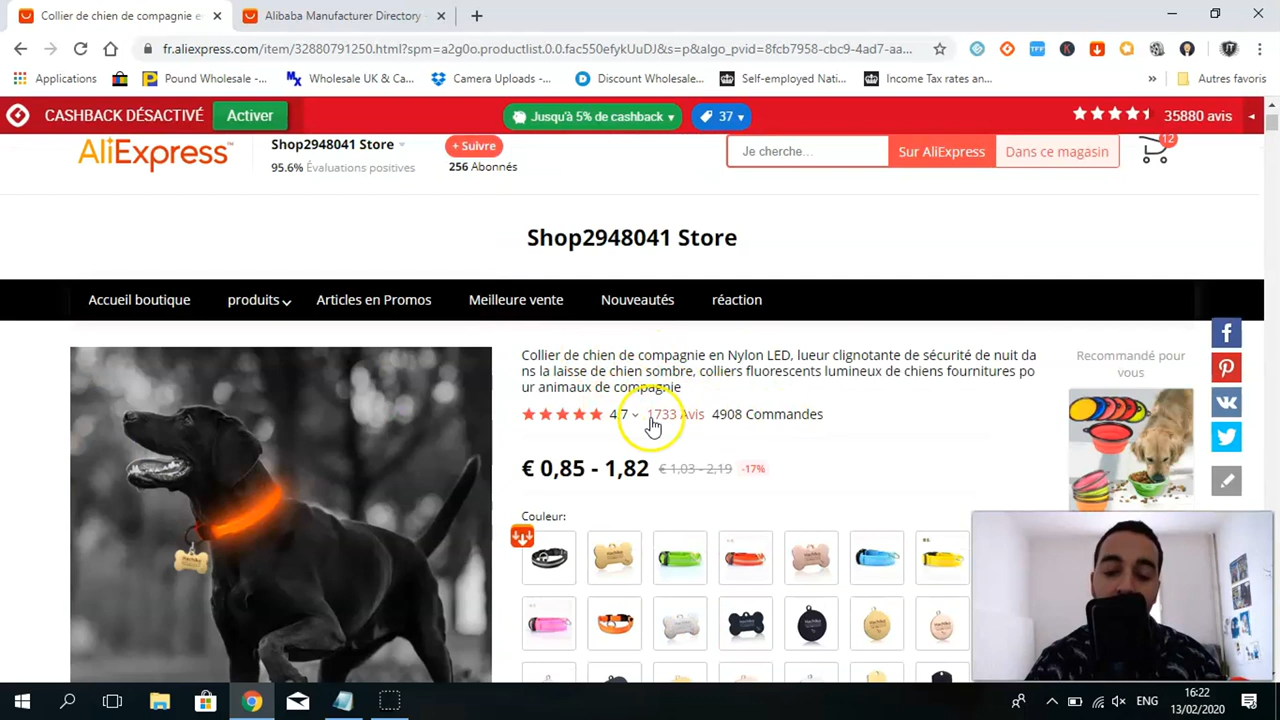 Collier de chien de compagnie e
Alibaba Manufacturer Directory -
fr.aliexpress.com/item/32880791250.html?spm=a2g0o.productlist.0.0.fac550efykUuDJ&s=p&algo_pvid=8fcb7958-cbc9-4ad7-aa...
Applications
Pound Wholesale -...
Wholesale UK & Ca...
Camera Uploads -...
Discount Wholesale...
Self-employed Nati...
Income Tax rates an...
»
Autres favoris
CASHBACK DÉSACTIVÉ
Activer
Jusqu'à 5% de cashback
37
35880 avis
AliExpress
Shop2948041 Store
95.6% Évaluations positives
+ Suivre
256 Abonnés
Je cherche...
Sur AliExpress
Dans ce magasin
12
Shop2948041 Store
Accueil boutique
produits
Articles en Promos
Meilleure vente
Nouveautés
réaction
Collier de chien de compagnie en Nylon LED, lueur clignotante de sécurité de nuit da
ns la laisse de chien sombre, colliers fluorescents lumineux de chiens fournitures po
ur animaux de compagnie
4.7
1733 Avis
4908 Commandes
€ 0,85 - 1,82
€ 1,03 - 2,19
-17%
Couleur:
Recommandé pour
vous
ENG
16:22
13/02/2020